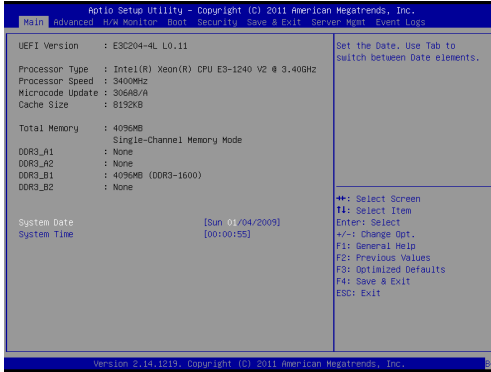 Aptio Setup Utility – Copyright (C) 2011 American Megatrends, Inc.
Main Advanced H/W Monitor Boot Security Save & Exit Server Mgmt Event Logs
UEFI Version : E3C204-4L L0.11
Processor Type : Intel(R) Xeon(R) CPU E3-1240 V2 @ 3.40GHz
Processor Speed : 3400MHz
Microcode Update : 306A8/A
Cache Size : 8192KB
Total Memory : 4096MB
Single-Channel Memory Mode
DDR3_A1 : None
DDR3_A2 : None
DDR3_B1 : 4096MB (DDR3-1600)
DDR3_B2 : None
System Date [Sun 01/04/2009]
System Time [00:00:55]
Set the Date. Use Tab to
switch between Date elements.
→←: Select Screen
↑↓: Select Item
Enter: Select
+/-: Change Opt.
F1: General Help
F2: Previous Values
F3: Optimized Defaults
F4: Save & Exit
ESC: Exit
Version 2.14.1219. Copyright (C) 2011 American Megatrends, Inc.
B